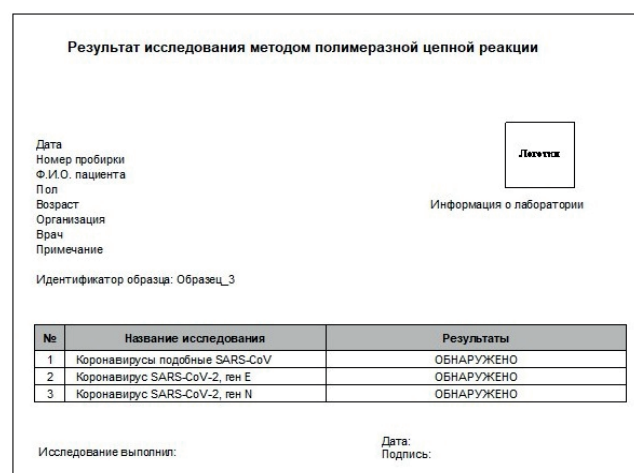 Результат исследования методом полимеразной цепной реакции
Дата
Номер пробирки
Ф.И.О. пациента
Пол
Возраст
Организация
Врач
Примечание
Логотип
Информация о лаборатории
Идентификатор образца: Образец_3
№ Название исследования Результаты
1 Коронавирусы подобные SARS-CoV ОБНАРУЖЕНО
2 Коронавирус SARS-CoV-2, ген E ОБНАРУЖЕНО
3 Коронавирус SARS-CoV-2, ген N ОБНАРУЖЕНО
Исследование выполнил:
Дата:
Подпись: